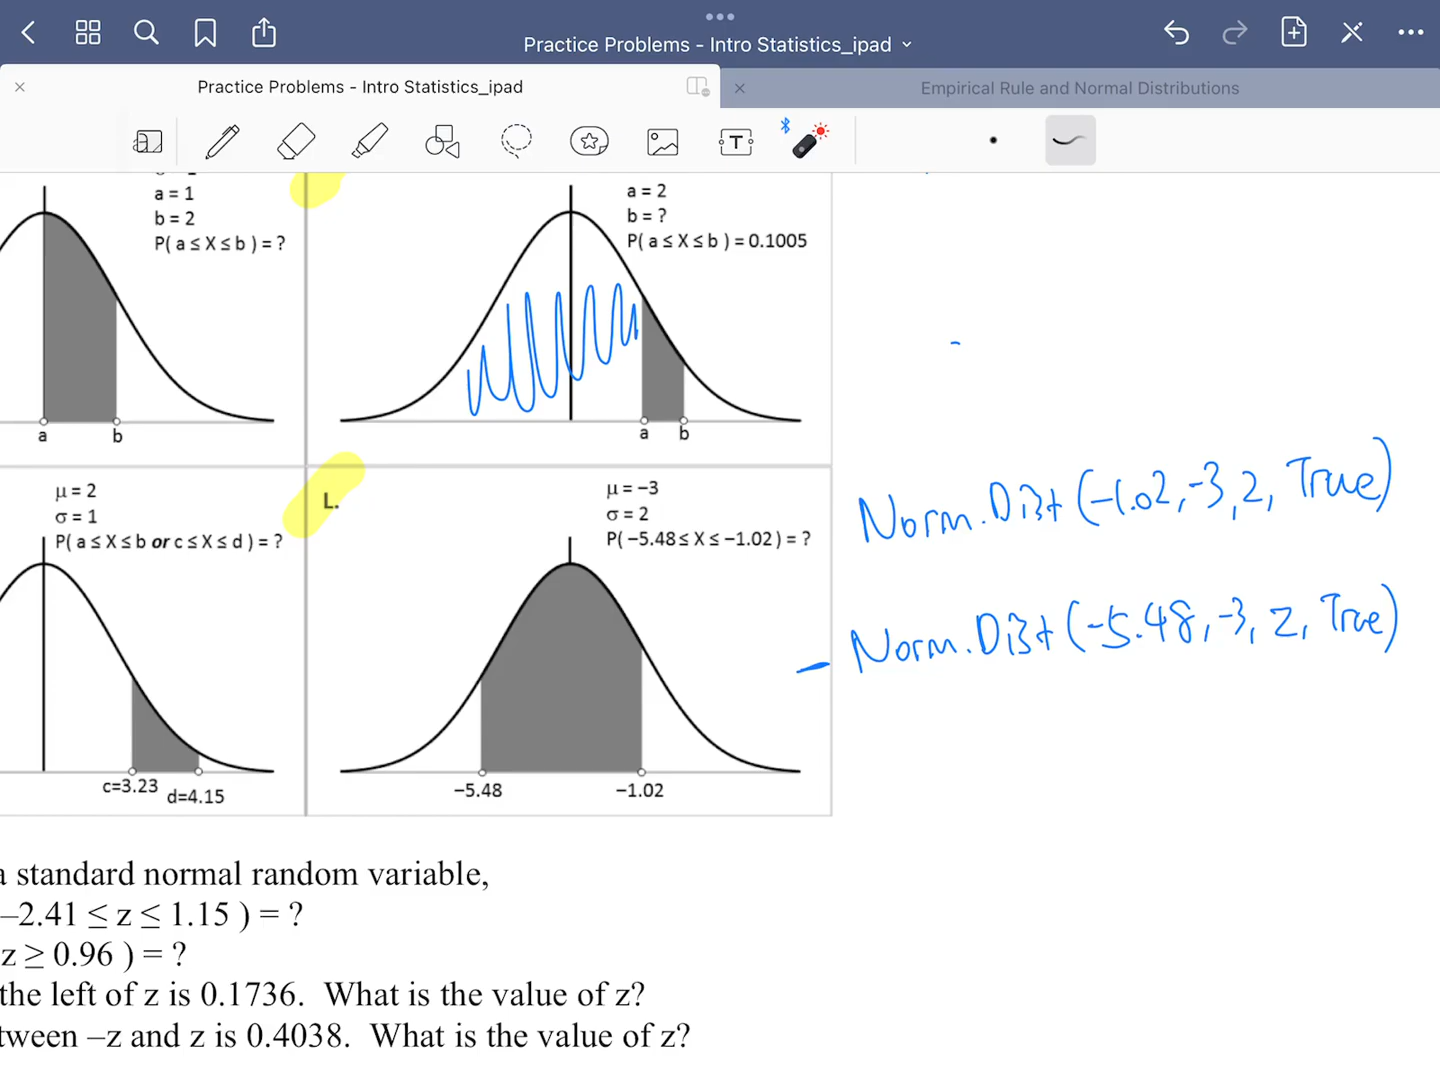 Practice Problems - Intro Statistics_ipad
Practice Problems - Intro Statistics_ipad
Empirical Rule and Normal Distributions
a = 1
b = 2
P( a ≤ X ≤ b ) = ?
a
b
a = 2
b = ?
P( a ≤ X ≤ b ) = 0.1005
a
b
μ = 2
σ = 1
P( a ≤ X ≤ b or c ≤ X ≤ d ) = ?
c=3.23
d=4.15
L.
μ = −3
σ = 2
P( −5.48 ≤ X ≤ −1.02 ) = ?
−5.48
−1.02
Norm.Dist (-1.02, -3, 2, True)
- Norm.Dist (-5.48, -3, 2, True)
a standard normal random variable,
–2.41 ≤ z ≤ 1.15 ) = ?
z ≥ 0.96 ) = ?
the left of z is 0.1736. What is the value of z?
tween –z and z is 0.4038. What is the value of z?